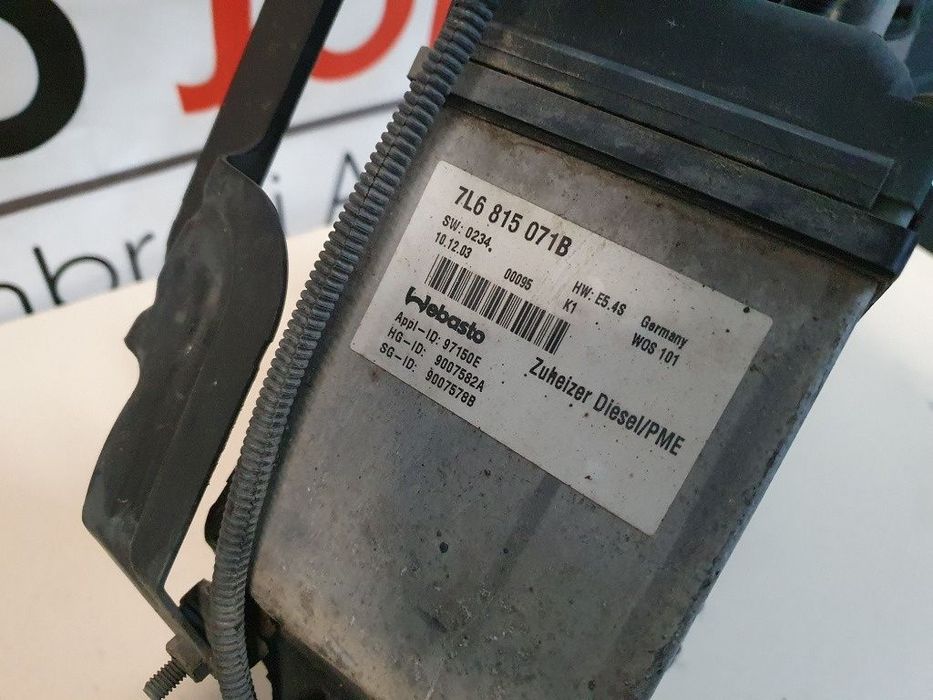 7L6 815 071B
SW: 0234.
10.12.03
00095
HW: E5.4S
K1
Germany
WOS 101
Webasto
Appl-ID: 97150E
HG-ID: 9007582A
SG-ID: 9007578B
Zuheizer Diesel/PME